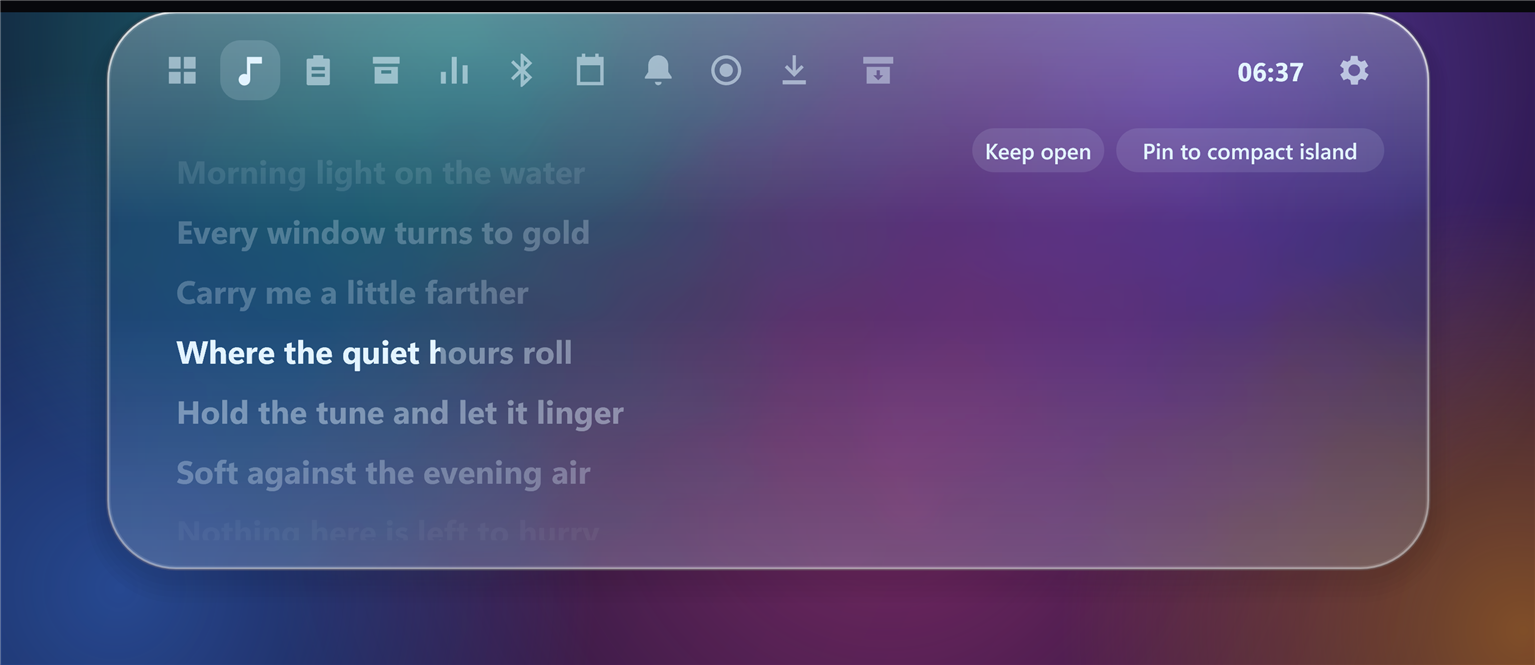 06:37
Keep open
Pin to compact island
Morning light on the water
Every window turns to gold
Carry me a little farther
Where the quiet hours roll
Hold the tune and let it linger
Soft against the evening air
Nothing here is left to hurry